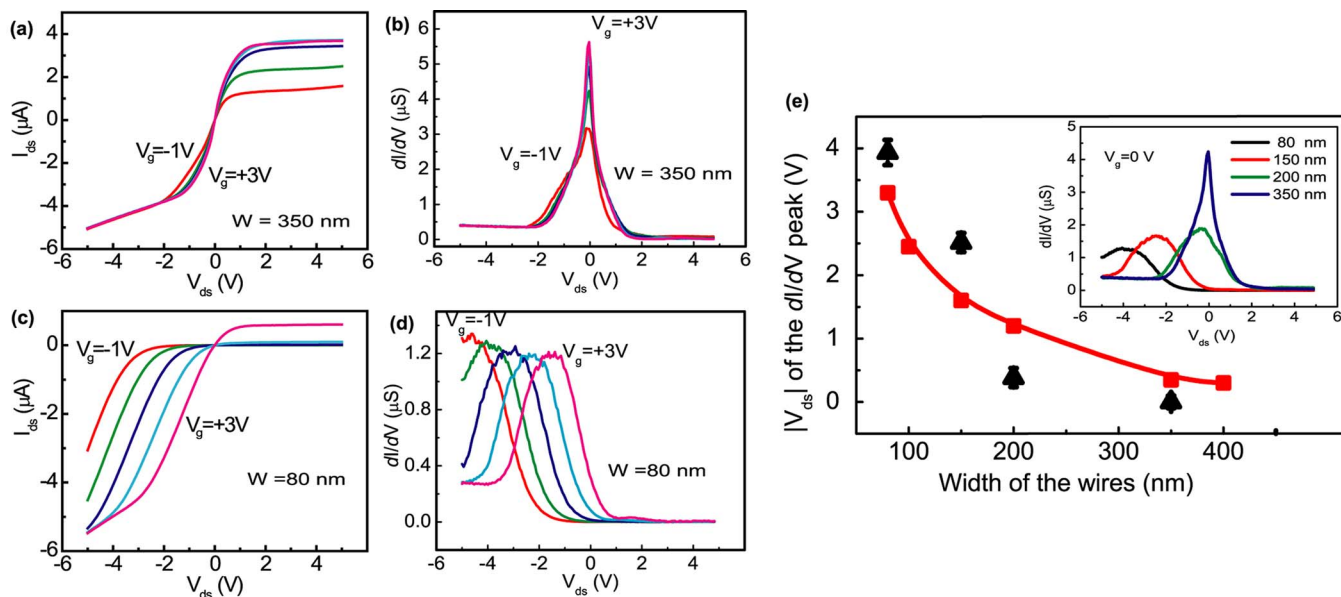 (a)
6
4
2
0
-2
-4
-6
I_ds (µA)
V_g=-1V
V_g=+3V
W = 350 nm
-6 -4 -2 0 2 4 6
V_ds (V)
(b)
6
5
4
3
2
1
0
dI/dV (µS)
V_g=+3V
V_g=-1V
W = 350 nm
-6 -4 -2 0 2 4 6
V_ds (V)
(c)
2
0
-2
-4
-6
I_ds (µA)
V_g=-1V
V_g=+3V
W =80 nm
-6 -4 -2 0 2 4 6
V_ds (V)
(d)
1.2
0.8
0.4
0.0
dI/dV (µS)
V_g=-1V
V_g=+3V
W =80 nm
-6 -4 -2 0 2 4 6
V_ds (V)
(e)
4
3
2
1
0
|V_ds| of the dI/dV peak (V)
100 200 300 400
Width of the wires (nm)
5
4
3
2
1
0
dI/dV (µS)
V_g=0 V
80 nm
150 nm
200 nm
350 nm
-6 -4 -2 0 2 4 6
V_ds (V)